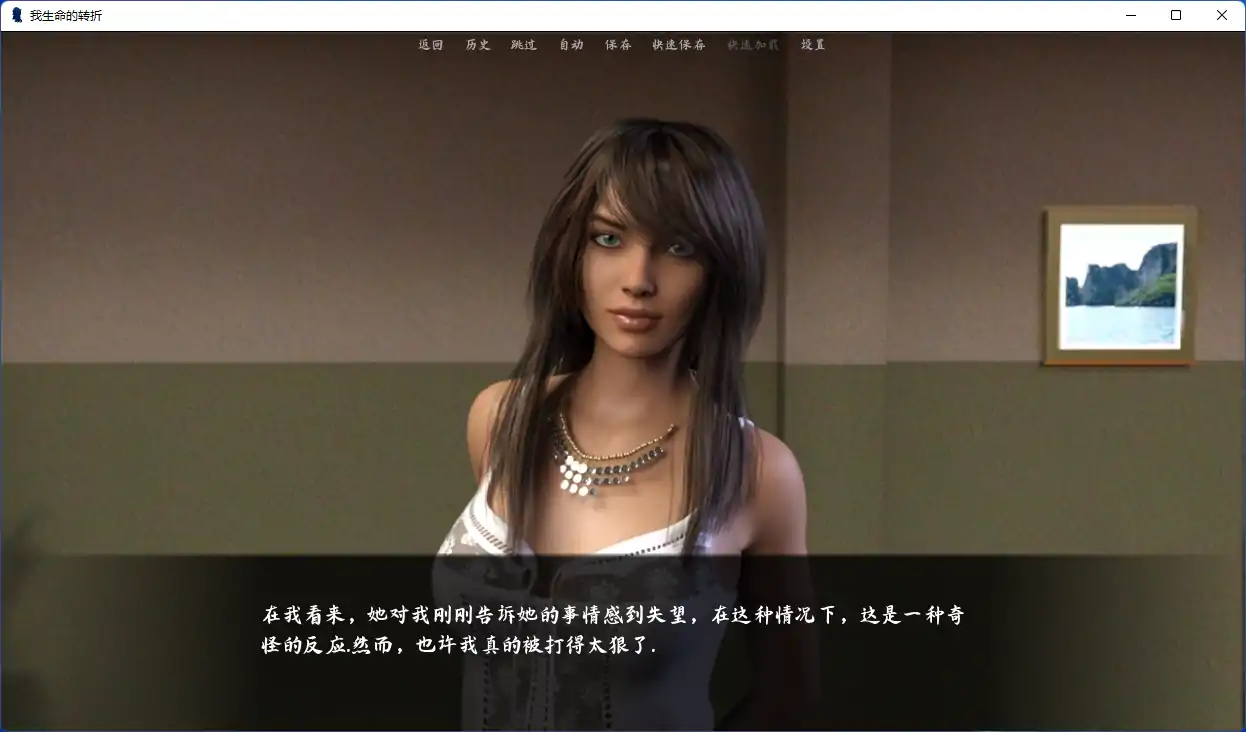 我生命的转折
返回 历史 跳过 自动 保存 快速保存 快速加载 设置
在我看来，她对我刚刚告诉她的事情感到失望，在这种情况下，这是一种奇
怪的反应.然而，也许我真的被打得太狠了.